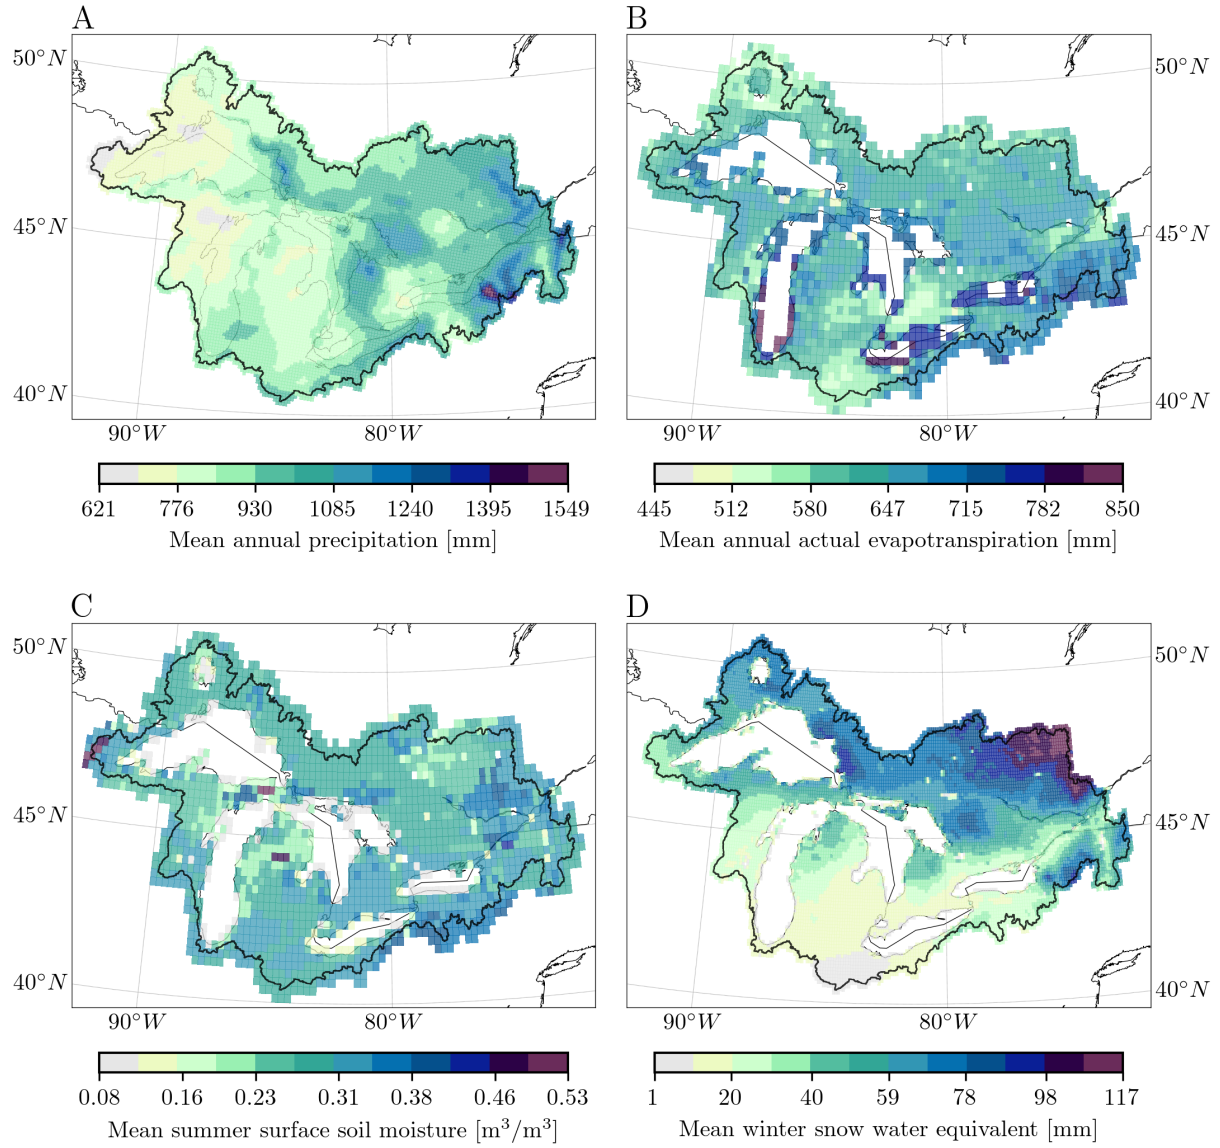 A
B
50°N
50°N
45°N
45°N
40°N
40°N
90°W
80°W
90°W
80°W
621 776 930 1085 1240 1395 1549
445 512 580 647 715 782 850
Mean annual precipitation [mm]
Mean annual actual evapotranspiration [mm]
C
D
50°N
50°N
45°N
45°N
40°N
40°N
90°W
80°W
90°W
80°W
0.08 0.16 0.23 0.31 0.38 0.46 0.53
1 20 40 59 78 98 117
Mean summer surface soil moisture [m³/m³]
Mean winter snow water equivalent [mm]